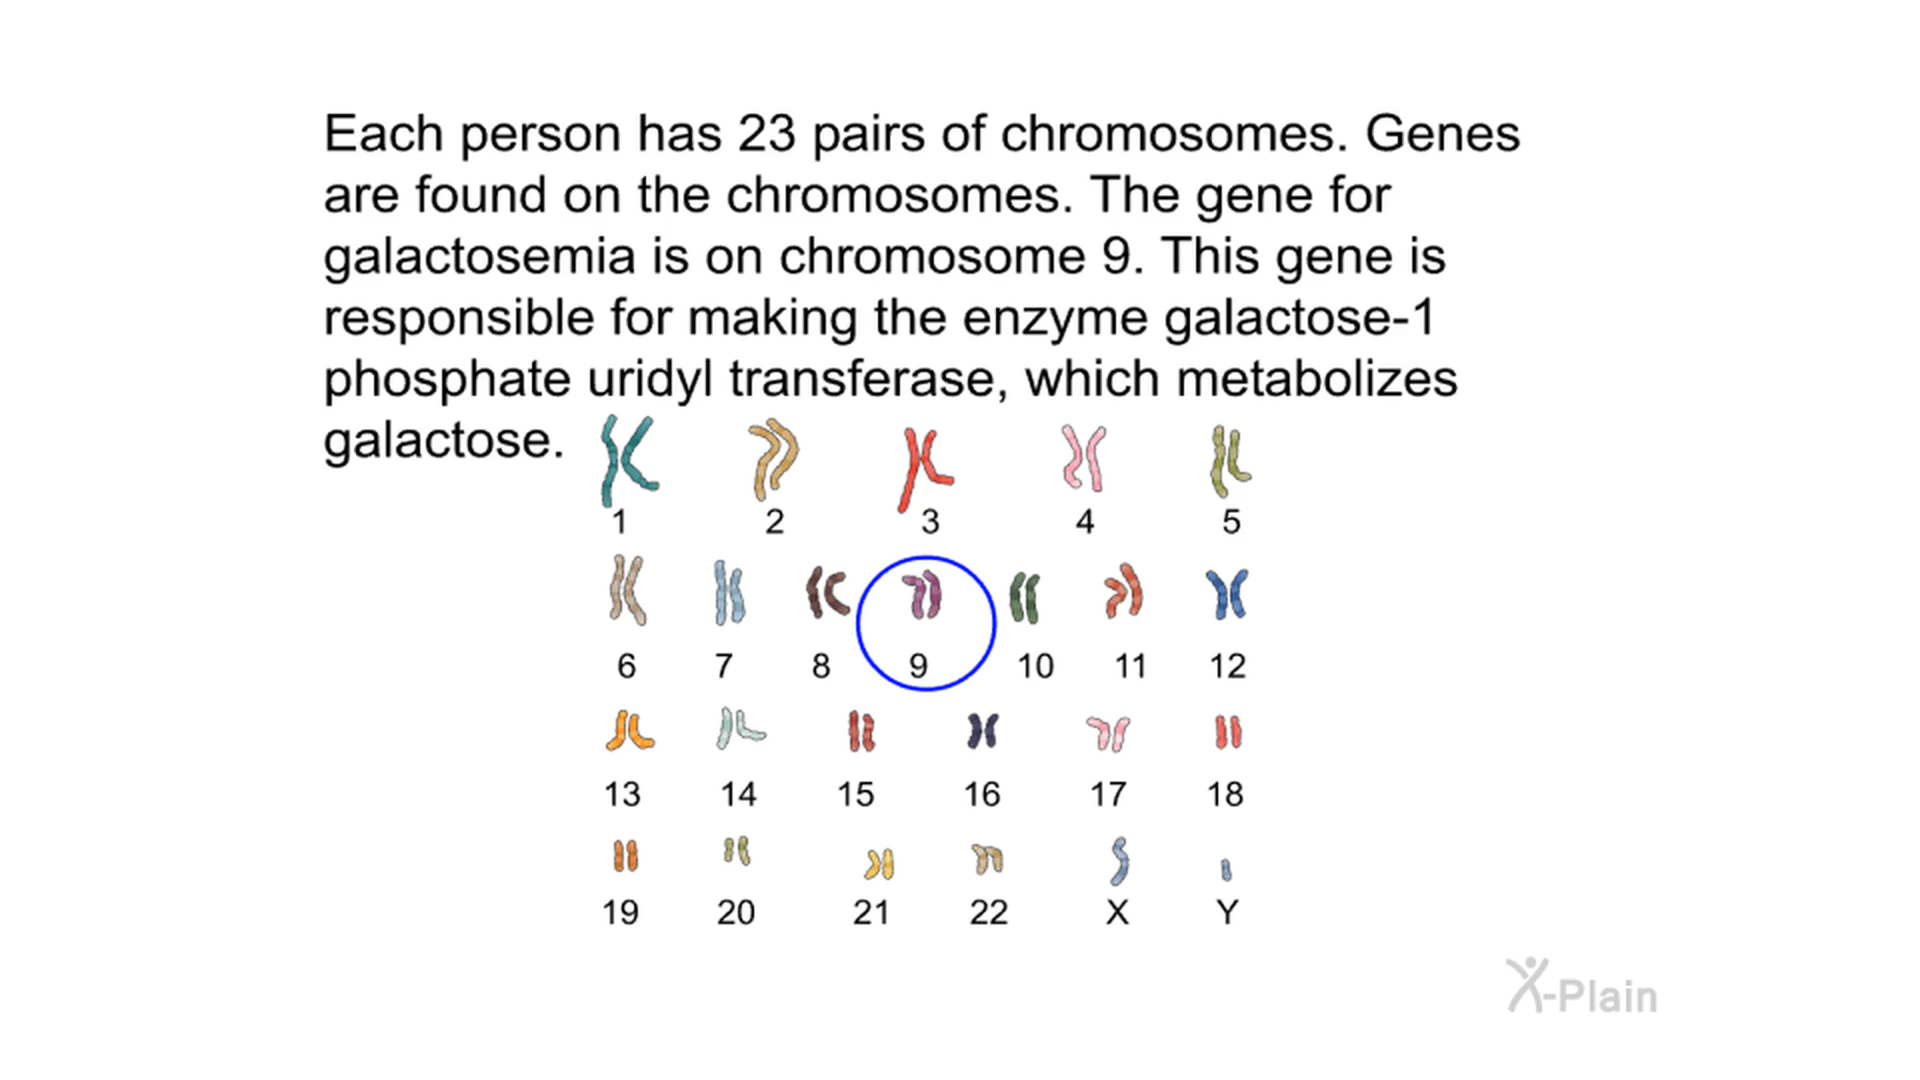 Each person has 23 pairs of chromosomes. Genes
are found on the chromosomes. The gene for
galactosemia is on chromosome 9. This gene is
responsible for making the enzyme galactose-1
phosphate uridyl transferase, which metabolizes
galactose.
1 2 3 4 5
6 7 8 9 10 11 12
13 14 15 16 17 18
19 20 21 22 X Y
X-Plain